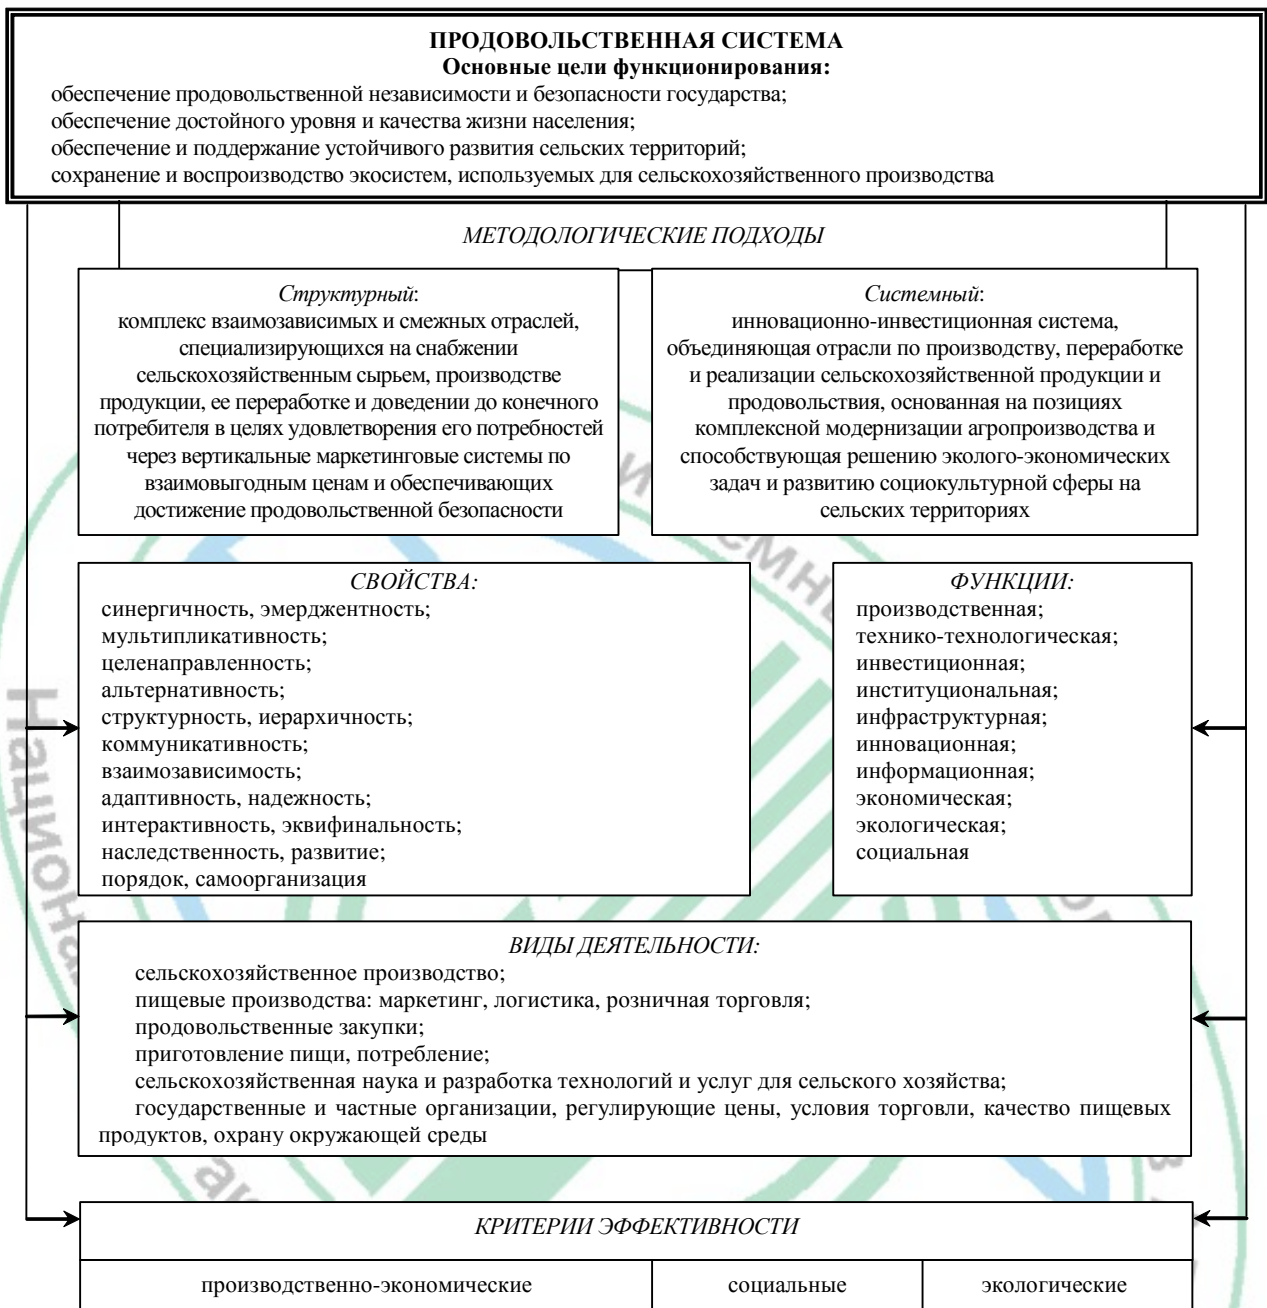 ПРОДОВОЛЬСТВЕННАЯ СИСТЕМА
Основные цели функционирования:
обеспечение продовольственной независимости и безопасности государства;
обеспечение достойного уровня и качества жизни населения;
обеспечение и поддержание устойчивого развития сельских территорий;
сохранение и воспроизводство экосистем, используемых для сельскохозяйственного производства
МЕТОДОЛОГИЧЕСКИЕ ПОДХОДЫ
Структурный:
комплекс взаимозависимых и смежных отраслей,
специализирующихся на снабжении
сельскохозяйственным сырьем, производстве
продукции, ее переработке и доведении до конечного
потребителя в целях удовлетворения его потребностей
через вертикальные маркетинговые системы по
взаимовыгодным ценам и обеспечивающих
достижение продовольственной безопасности
Системный:
инновационно-инвестиционная система,
объединяющая отрасли по производству, переработке
и реализации сельскохозяйственной продукции и
продовольствия, основанная на позициях
комплексной модернизации агропроизводства и
способствующая решению эколого-экономических
задач и развитию социокультурной сферы на
сельских территориях
СВОЙСТВА:
синергичность, эмерджентность;
мультипликативность;
целенаправленность;
альтернативность;
структурность, иерархичность;
коммуникативность;
взаимозависимость;
адаптивность, надежность;
интерактивность, эквифинальность;
наследственность, развитие;
порядок, самоорганизация
ФУНКЦИИ:
производственная;
технико-технологическая;
инвестиционная;
институциональная;
инфраструктурная;
инновационная;
информационная;
экономическая;
экологическая;
социальная
ВИДЫ ДЕЯТЕЛЬНОСТИ:
сельскохозяйственное производство;
пищевые производства: маркетинг, логистика, розничная торговля;
продовольственные закупки;
приготовление пищи, потребление;
сельскохозяйственная наука и разработка технологий и услуг для сельского хозяйства;
государственные и частные организации, регулирующие цены, условия торговли, качество пищевых
продуктов, охрану окружающей среды
КРИТЕРИИ ЭФФЕКТИВНОСТИ
производственно-экономические
социальные
экологические